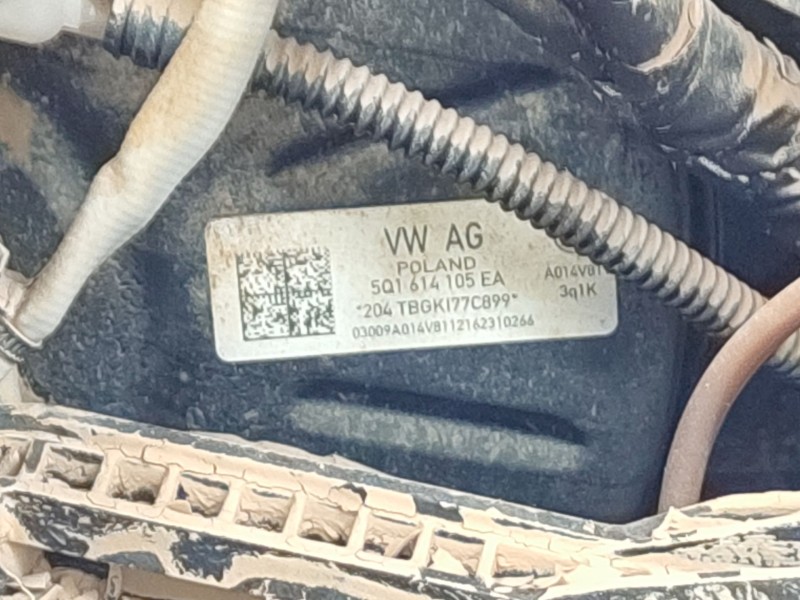 VW AG
POLAND
5Q1 614 105 EA
*204 TBGKI77C899*
03009A014V8112162310266
A014V81
3q1K